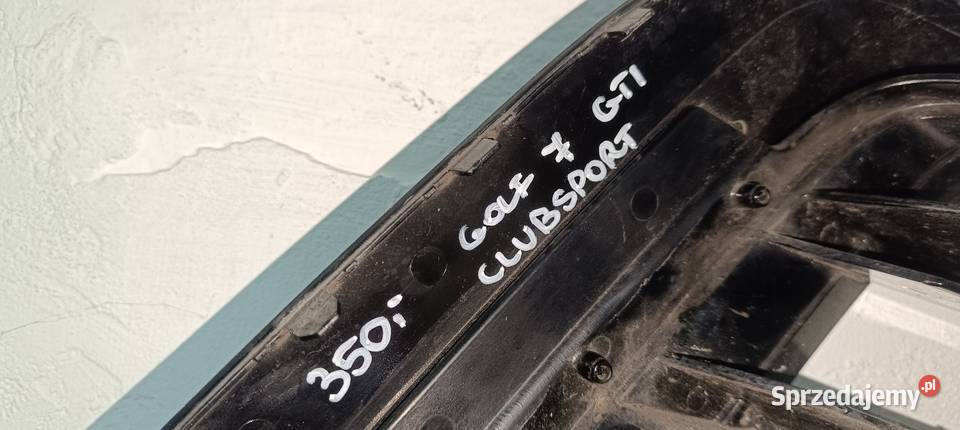 350,- GOLF 7 GTI
CLUBSPORT
Sprzedajemy.pl